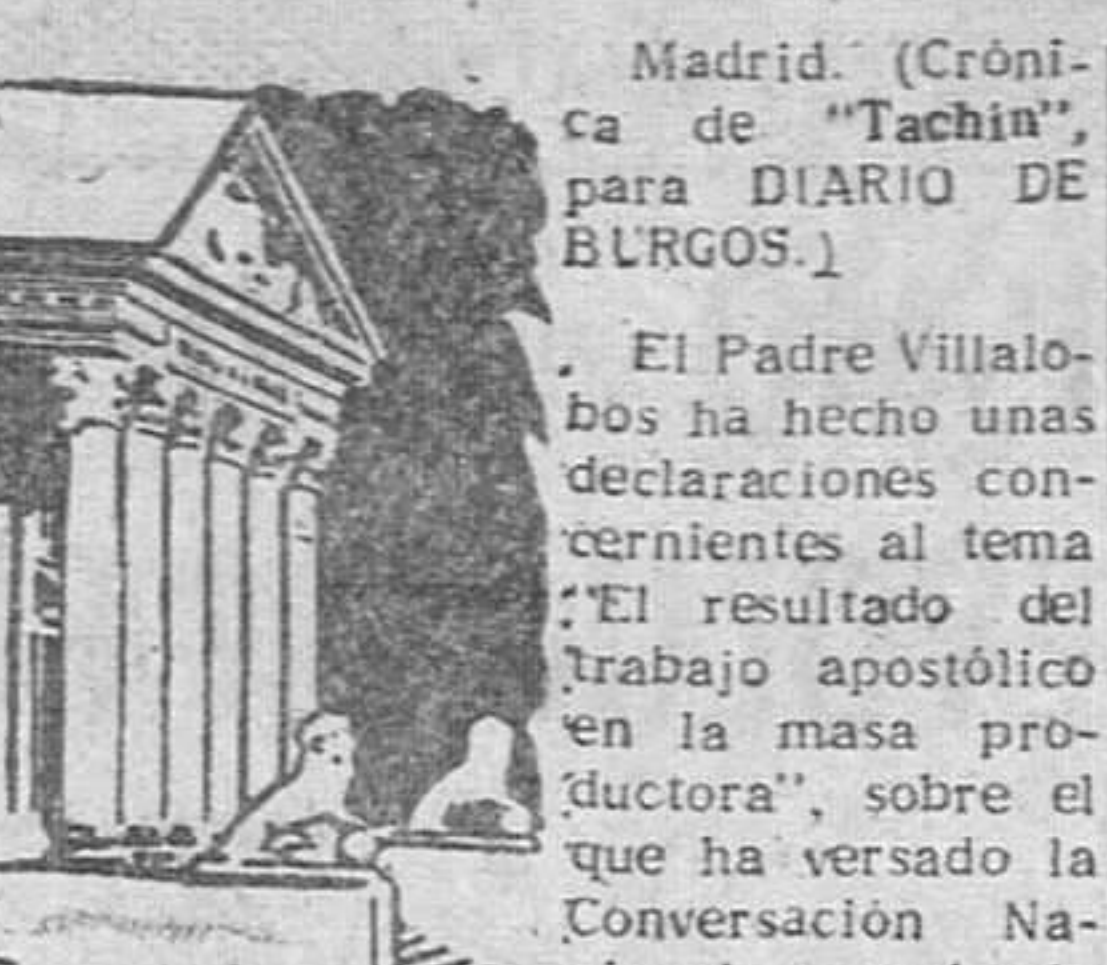 Madrid. (Cróni-
ca de "Tachin",
para DIARIO DE
BURGOS.)
El Padre Villalo-
bos ha hecho unas
declaraciones con-
cernientes al tema
"El resultado del
trabajo apostólico
en la masa pro-
ductora", sobre el
que ha versado la
Conversación Na-